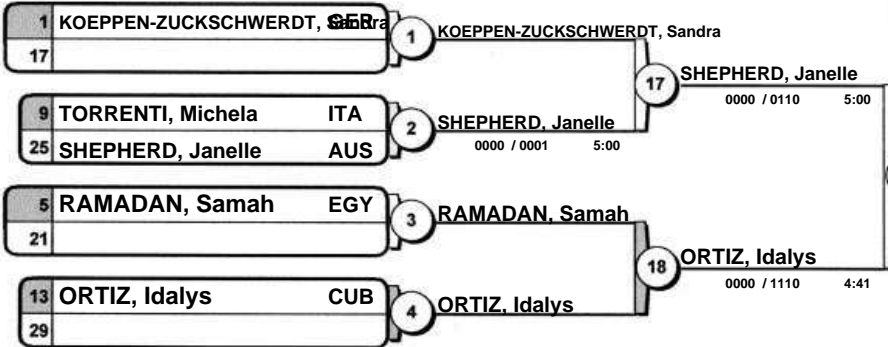 1 KOEPPEN-ZUCKSCHWERDT, Sandra GER
17
1
KOEPPEN-ZUCKSCHWERDT, Sandra
17
SHEPHERD, Janelle
0000 / 0110 5:00
9 TORRENTI, Michela ITA
25 SHEPHERD, Janelle AUS
2
SHEPHERD, Janelle
0000 / 0001 5:00
5 RAMADAN, Samah EGY
21
3
RAMADAN, Samah
18
ORTIZ, Idalys
0000 / 1110 4:41
13 ORTIZ, Idalys CUB
29
4
ORTIZ, Idalys